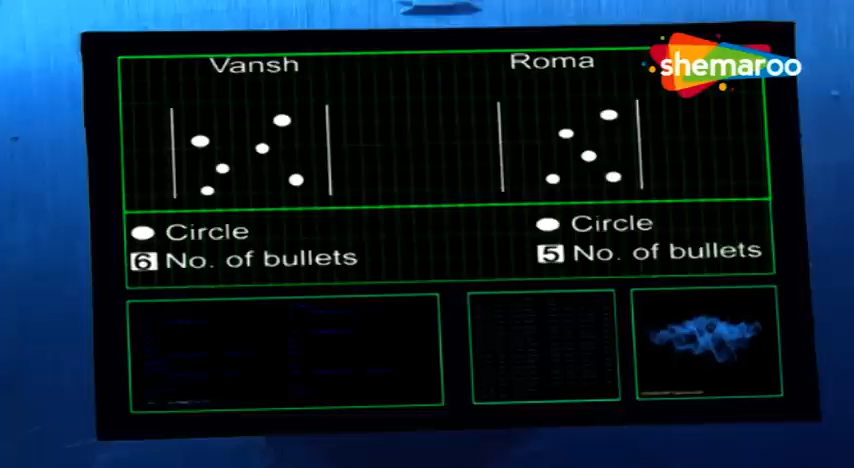 shemaroo
Vansh Roma
Circle Circle
6 No. of bullets 5 No. of bullets